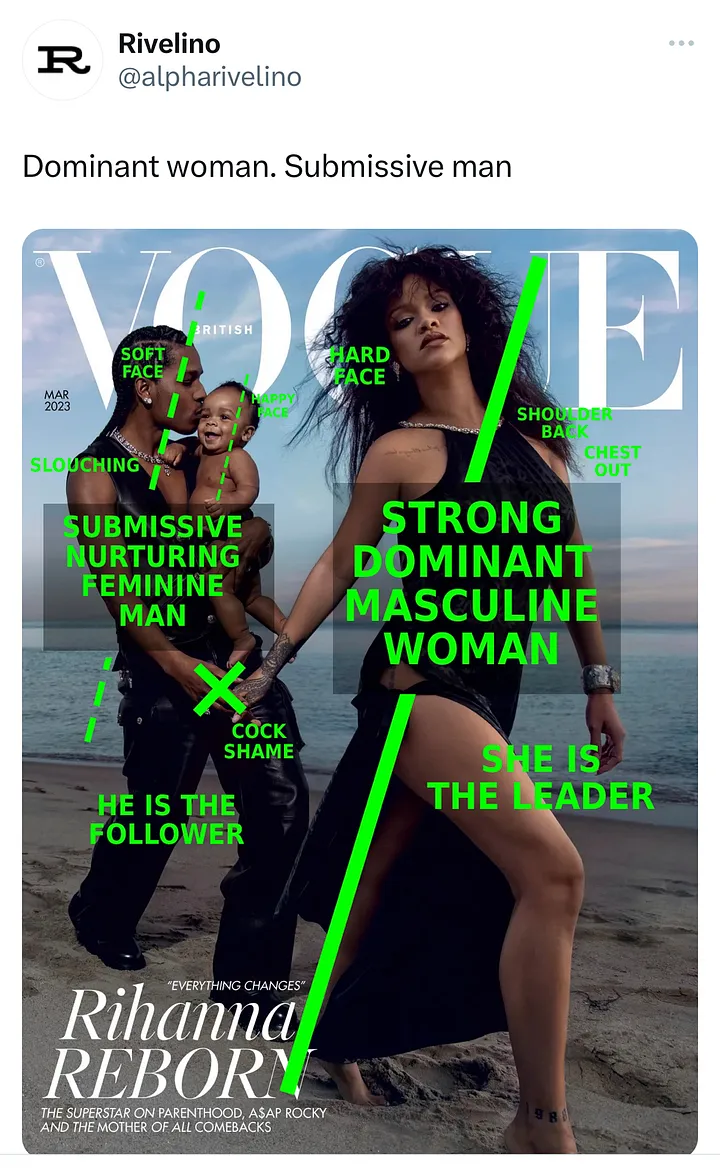 Rivelino
@alpharivelino
Dominant woman. Submissive man
VOGUE
BRITISH
MAR
2023
SOFT
FACE
HAPPY
FACE
HARD
FACE
SHOULDER
BACK
CHEST
OUT
SLOUCHING
SUBMISSIVE
NURTURING
FEMININE
MAN
STRONG
DOMINANT
MASCULINE
WOMAN
COCK
SHAME
SHE IS
THE LEADER
HE IS THE
FOLLOWER
"EVERYTHING CHANGES"
Rihanna
REBORN
THE SUPERSTAR ON PARENTHOOD, A$AP ROCKY
AND THE MOTHER OF ALL COMEBACKS
1988